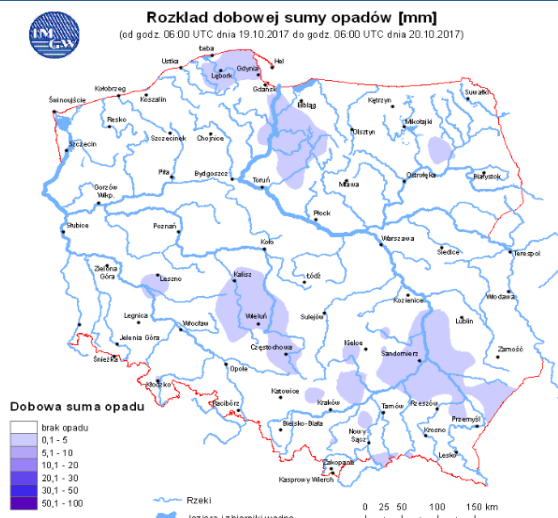 IM
GW
Rozkład dobowej sumy opadów [mm]
(od godz. 06:00 UTC dnia 19.10.2017 do godz. 06:00 UTC dnia 20.10.2017)
Łeba
Ustka
Hel
Lębork
Gdynia
Gdańsk
Kołobrzeg
Koszalin
Świnoujście
Resko
Elbląg
Kętrzyn
Suwałki
Mikołajki
Olsztyn
Szczecin
Szczecinek
Chojnice
Piła
Bydgoszcz
Toruń
Mława
Ostrołęka
Białystok
Gorzów
Wlkp.
Słubice
Poznań
Płock
Koło
Warszawa
Siedlce
Terespol
Zielona
Góra
Leszno
Kalisz
Łódź
Kozienice
Włodawa
Legnica
Wrocław
Wieluń
Sulejów
Lublin
Jelenia Góra
Śnieżka
Częstochowa
Kielce
Sandomierz
Zamość
Opole
Kłodzko
Racibórz
Katowice
Kraków
Tarnów
Rzeszów
Przemyśl
Bielsko-Biała
Nowy
Sącz
Krosno
Lesko
Zakopane
Kasprowy Wierch
Dobowa suma opadu
brak opadu
0,1 - 5
5,1 - 10
10,1 - 20
20,1 - 30
30,1 - 50
50,1 - 100
Rzeki
0 25 50 100 150 km
Jeziora i zbiorniki wodne